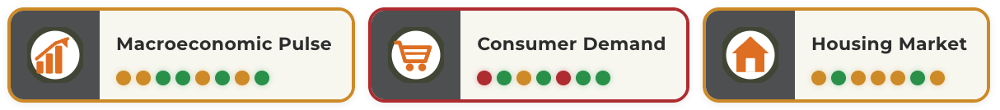 Macroeconomic Pulse
Consumer Demand
Housing Market